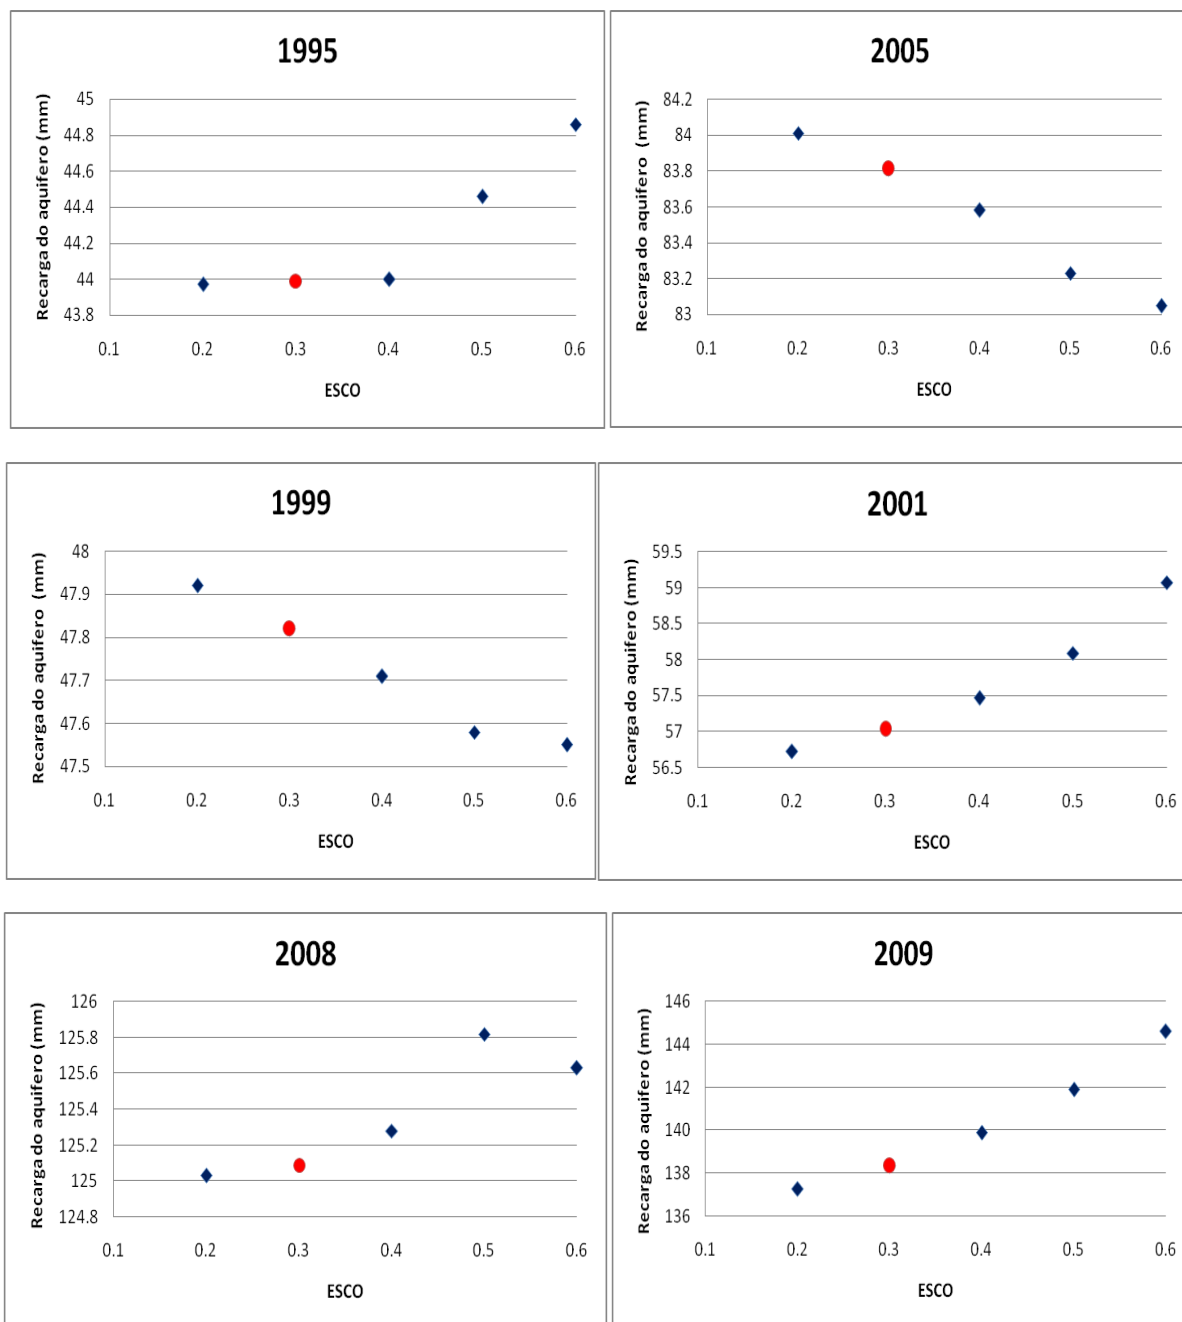 1995
Recarga do aquífero (mm)
45
44.8
44.6
44.4
44.2
44
43.8
0.1 0.2 0.3 0.4 0.5 0.6
ESCO
2005
Recarga do aquífero (mm)
84.2
84
83.8
83.6
83.4
83.2
83
0.1 0.2 0.3 0.4 0.5 0.6
ESCO
1999
Recarga do aquífero (mm)
48
47.9
47.8
47.7
47.6
47.5
0.1 0.2 0.3 0.4 0.5 0.6
ESCO
2001
Recarga do aquífero (mm)
59.5
59
58.5
58
57.5
57
56.5
0.1 0.2 0.3 0.4 0.5 0.6
ESCO
2008
Recarga do aquífero (mm)
126
125.8
125.6
125.4
125.2
125
124.8
0.1 0.2 0.3 0.4 0.5 0.6
ESCO
2009
Recarga do aquífero (mm)
146
144
142
140
138
136
0.1 0.2 0.3 0.4 0.5 0.6
ESCO